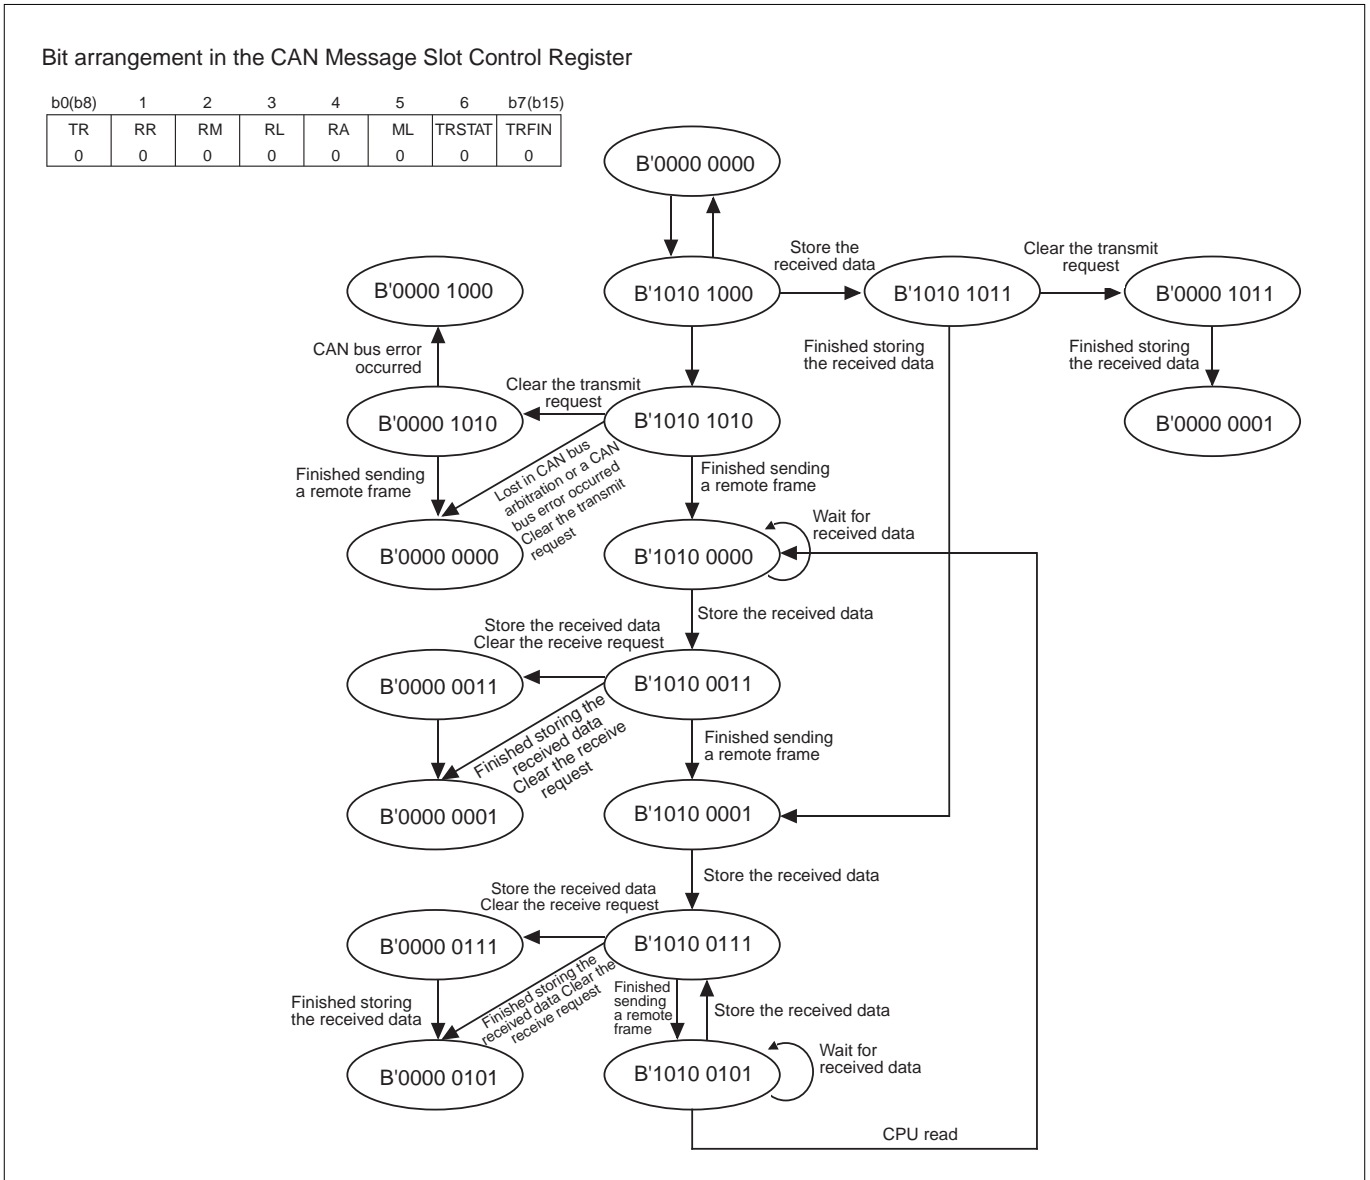 Bit arrangement in the CAN Message Slot Control Register
b0(b8) 1 2 3 4 5 6 b7(b15)
TR RR RM RL RA ML TRSTAT TRFIN
0 0 0 0 0 0 0 0
B'0000 0000
Store the
received data
Clear the transmit
request
B'0000 1000
B'1010 1000
B'1010 1011
B'0000 1011
CAN bus error
occurred
Finished storing
the received data
Finished storing
the received data
Clear the transmit
request
B'0000 1010
B'1010 1010
B'0000 0001
Finished sending
a remote frame
Lost in CAN bus
arbitration or a CAN
bus error occurred
Clear the transmit
request
Finished sending
a remote frame
Wait for
received data
B'0000 0000
B'1010 0000
Store the received data
Store the received data
Clear the receive request
B'0000 0011
B'1010 0011
Finished storing the
received data
Clear the receive
request
Finished sending
a remote frame
B'0000 0001
B'1010 0001
Store the received data
Store the received data
Clear the receive request
B'0000 0111
B'1010 0111
Finished storing
the received data
Finished storing the
received data Clear the
receive request
Finished
sending
a remote
frame
Store the received data
Wait for
received data
B'0000 0101
B'1010 0101
CPU read